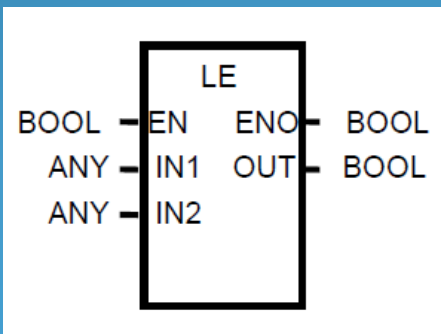 LE
BOOL EN ENO BOOL
ANY IN1 OUT BOOL
ANY IN2